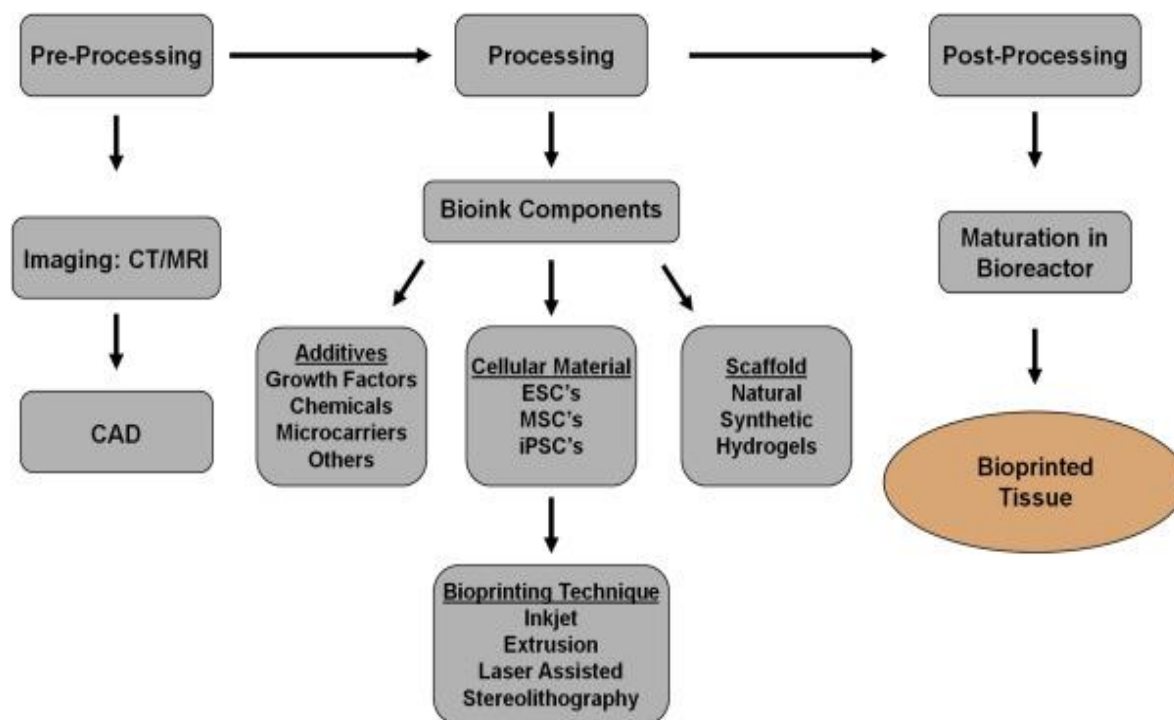 Pre-Processing
Processing
Post-Processing
Bioink Components
Imaging: CT/MRI
Maturation in
Bioreactor
Additives
Growth Factors
Chemicals
Microcarriers
Others
Cellular Material
ESC's
MSC's
iPSC's
Scaffold
Natural
Synthetic
Hydrogels
CAD
Bioprinted
Tissue
Bioprinting Technique
Inkjet
Extrusion
Laser Assisted
Stereolithography